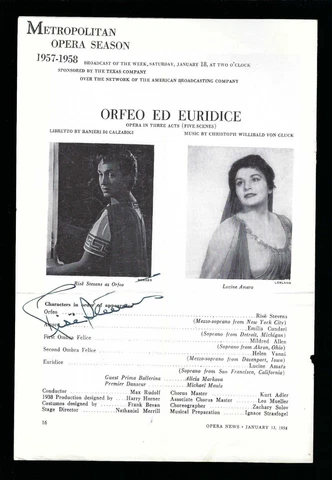 METROPOLITAN
OPERA SEASON
1957-1958
BROADCAST OF THE WEEK, SATURDAY, JANUARY 18, AT TWO O'CLOCK
SPONSORED BY THE TEXAS COMPANY
OVER THE NETWORK OF THE AMERICAN BROADCASTING COMPANY
ORFEO ED EURIDICE
OPERA IN THREE ACTS (FIVE SCENES)
LIBRETTO BY RANIERI DI CALZABIGI MUSIC BY CHRISTOPH WILLIBALD VON GLUCK
Risë Stevens as Orfeo Lucine Amara
Risë Stevens
Characters in order of appearance
Orfeo Risë Stevens
(Mezzo-soprano from New York City)
Amore Emilia Cundari
(Soprano from Detroit, Michigan)
First Ombra Felice Mildred Allen
(Soprano from Akron, Ohio)
Second Ombra Felice Helen Vanni
(Mezzo-soprano from Davenport, Iowa)
Euridice Lucine Amara
(Soprano from San Francisco, California)
Guest Prima Ballerina Alicia Markova
Premier Danseur Michael Maule
Conductor Max Rudolf Chorus Master Kurt Adler
1938 Production designed by Harry Horner Associate Chorus Master Leo Mueller
Costumes designed by Frank Bevan Choreographer Zachary Solov
Stage Director Nathaniel Merrill Musical Preparation Ignace Strasfogel
16 OPERA NEWS • JANUARY 13, 1958